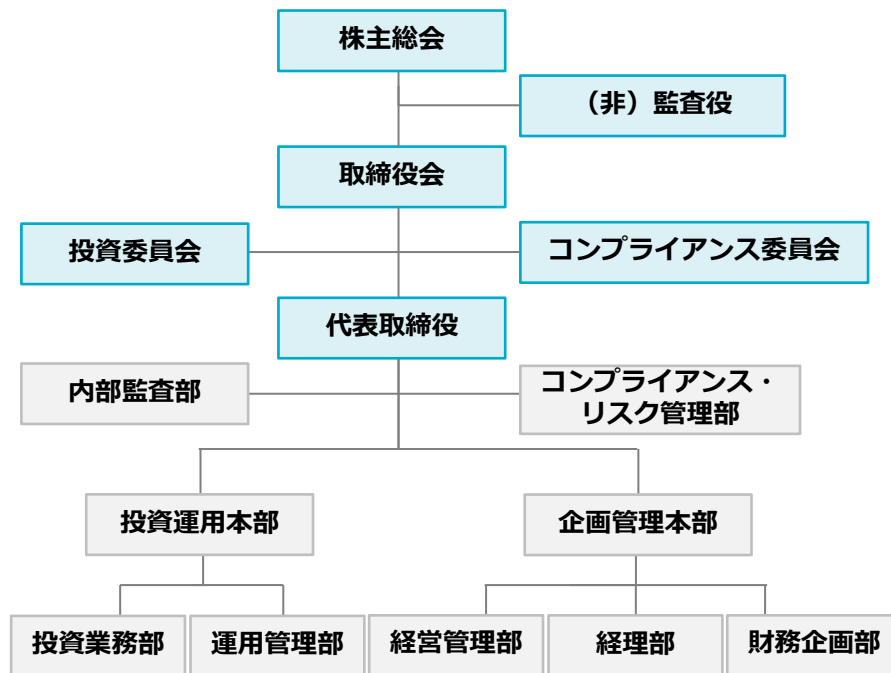 株主総会
（非）監査役
取締役会
投資委員会
コンプライアンス委員会
代表取締役
内部監査部
コンプライアンス・
リスク管理部
投資運用本部
企画管理本部
投資業務部
運用管理部
経営管理部
経理部
財務企画部